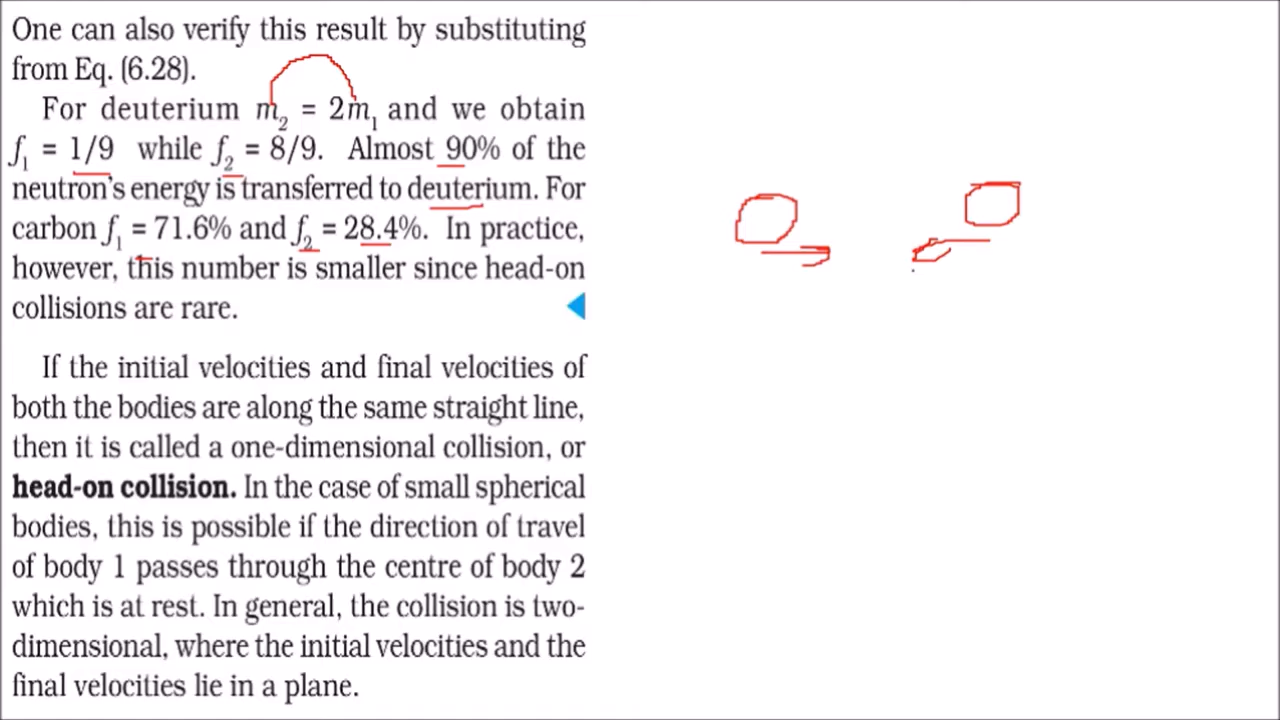 One can also verify this result by substituting
from Eq. (6.28).
For deuterium m₂ = 2m₁ and we obtain
f₁ = 1/9 while f₂ = 8/9. Almost 90% of the
neutron's energy is transferred to deuterium. For
carbon f₁ = 71.6% and f₂ = 28.4%. In practice,
however, this number is smaller since head-on
collisions are rare.
If the initial velocities and final velocities of
both the bodies are along the same straight line,
then it is called a one-dimensional collision, or
head-on collision. In the case of small spherical
bodies, this is possible if the direction of travel
of body 1 passes through the centre of body 2
which is at rest. In general, the collision is two-
dimensional, where the initial velocities and the
final velocities lie in a plane.